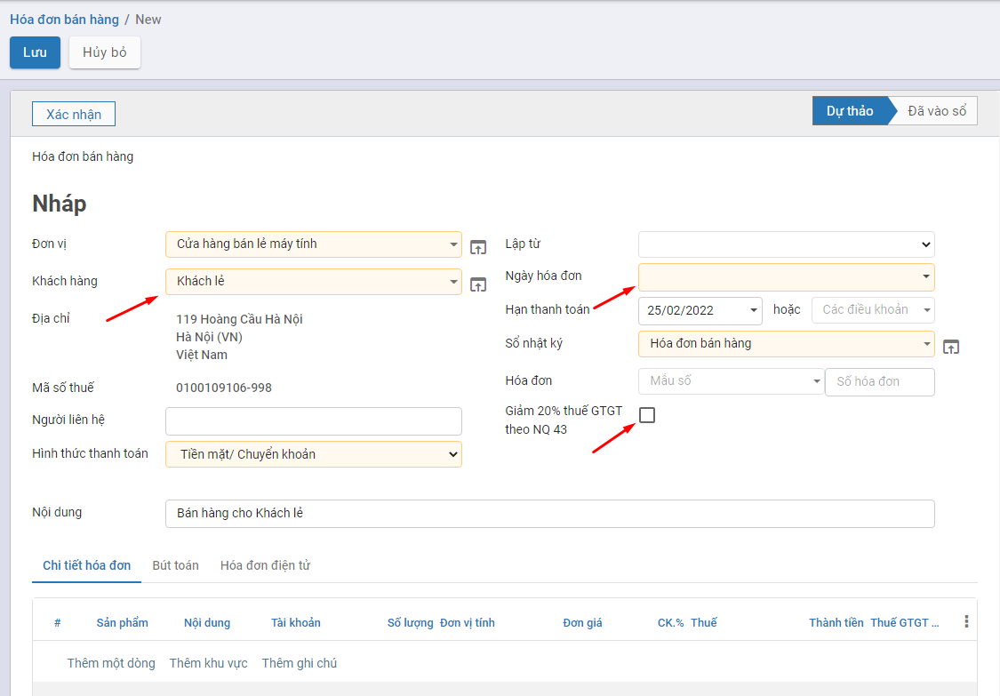 Hóa đơn bán hàng / New
Lưu Hủy bỏ
Xác nhận Dự thảo Đã vào sổ
Hóa đơn bán hàng
Nháp
Đơn vị Cửa hàng bán lẻ máy tính
Khách hàng Khách lẻ
Địa chỉ 119 Hoàng Cầu Hà Nội
Hà Nội (VN)
Việt Nam
Mã số thuế 0100109106-998
Người liên hệ
Hình thức thanh toán Tiền mặt/ Chuyển khoản
Lập từ
Ngày hóa đơn
Hạn thanh toán 25/02/2022 hoặc Các điều khoản
Sổ nhật ký Hóa đơn bán hàng
Hóa đơn Mẫu số Số hóa đơn
Giảm 20% thuế GTGT
theo NQ 43
Nội dung Bán hàng cho Khách lẻ
Chi tiết hóa đơn Bút toán Hóa đơn điện tử
# Sản phẩm Nội dung Tài khoản Số lượng Đơn vị tính Đơn giá CK.% Thuế Thành tiền Thuế GTGT ...
Thêm một dòng Thêm khu vực Thêm ghi chú